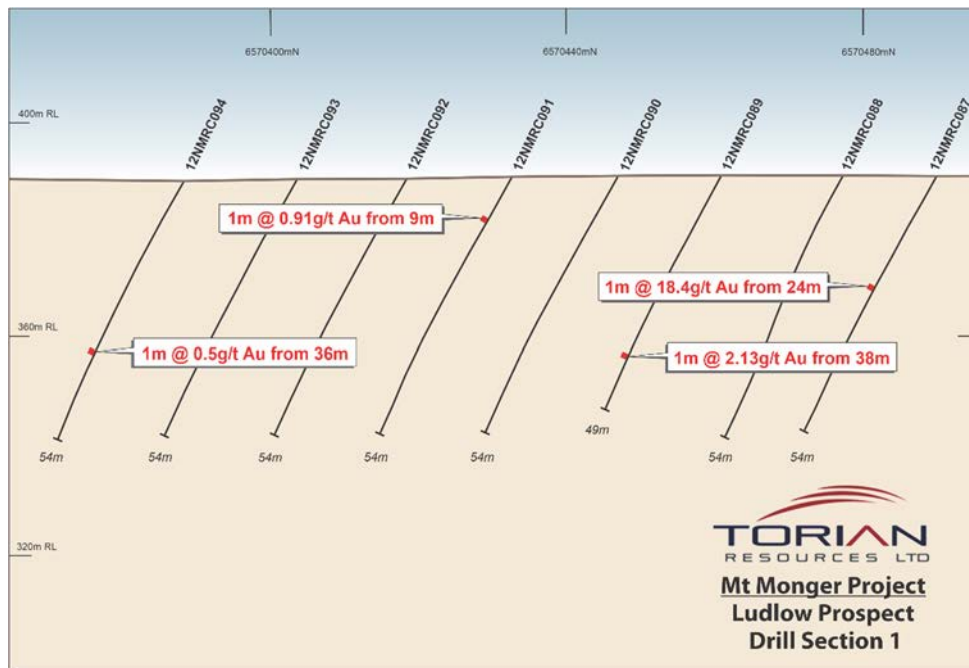 6570400mN
6570440mN
6570480mN
400m RL
12NMRC094
12NMRC093
12NMRC092
12NMRC091
12NMRC090
12NMRC089
12NMRC088
12NMRC087
1m @ 0.91g/t Au from 9m
1m @ 18.4g/t Au from 24m
360m RL
1m @ 0.5g/t Au from 36m
1m @ 2.13g/t Au from 38m
49m
54m
54m
54m
54m
54m
54m
54m
TORIAN
RESOURCES LTD
320m RL
Mt Monger Project
Ludlow Prospect
Drill Section 1